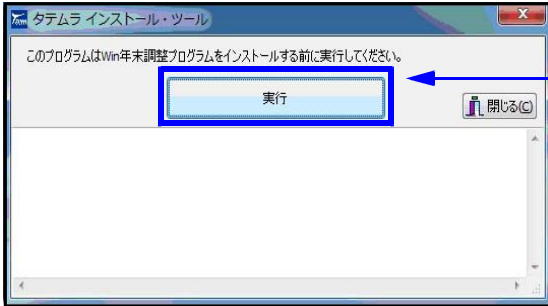 タテムラ インストール・ツール
このプログラムはWin年末調整プログラムをインストールする前に実行してください。
実行
閉じる(C)